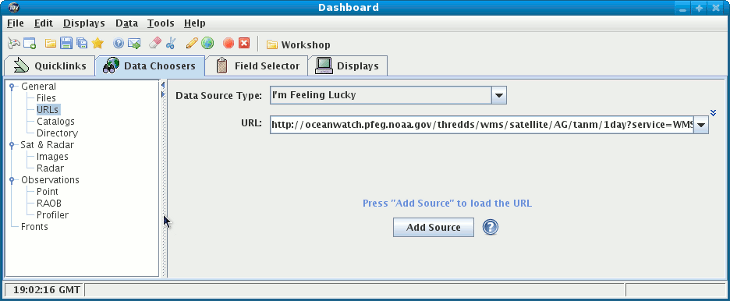 Dashboard
File Edit Displays Data Tools Help
Workshop
Quicklinks Data Choosers Field Selector Displays
General
Files
URLs
Catalogs
Directory
Sat & Radar
Images
Radar
Observations
Point
RAOB
Profiler
Fronts
Data Source Type: I'm Feeling Lucky
URL: http://oceanwatch.pfeg.noaa.gov/thredds/wms/satellite/AG/tanm/1day?service=WMS
Press "Add Source" to load the URL
Add Source
19:02:16 GMT